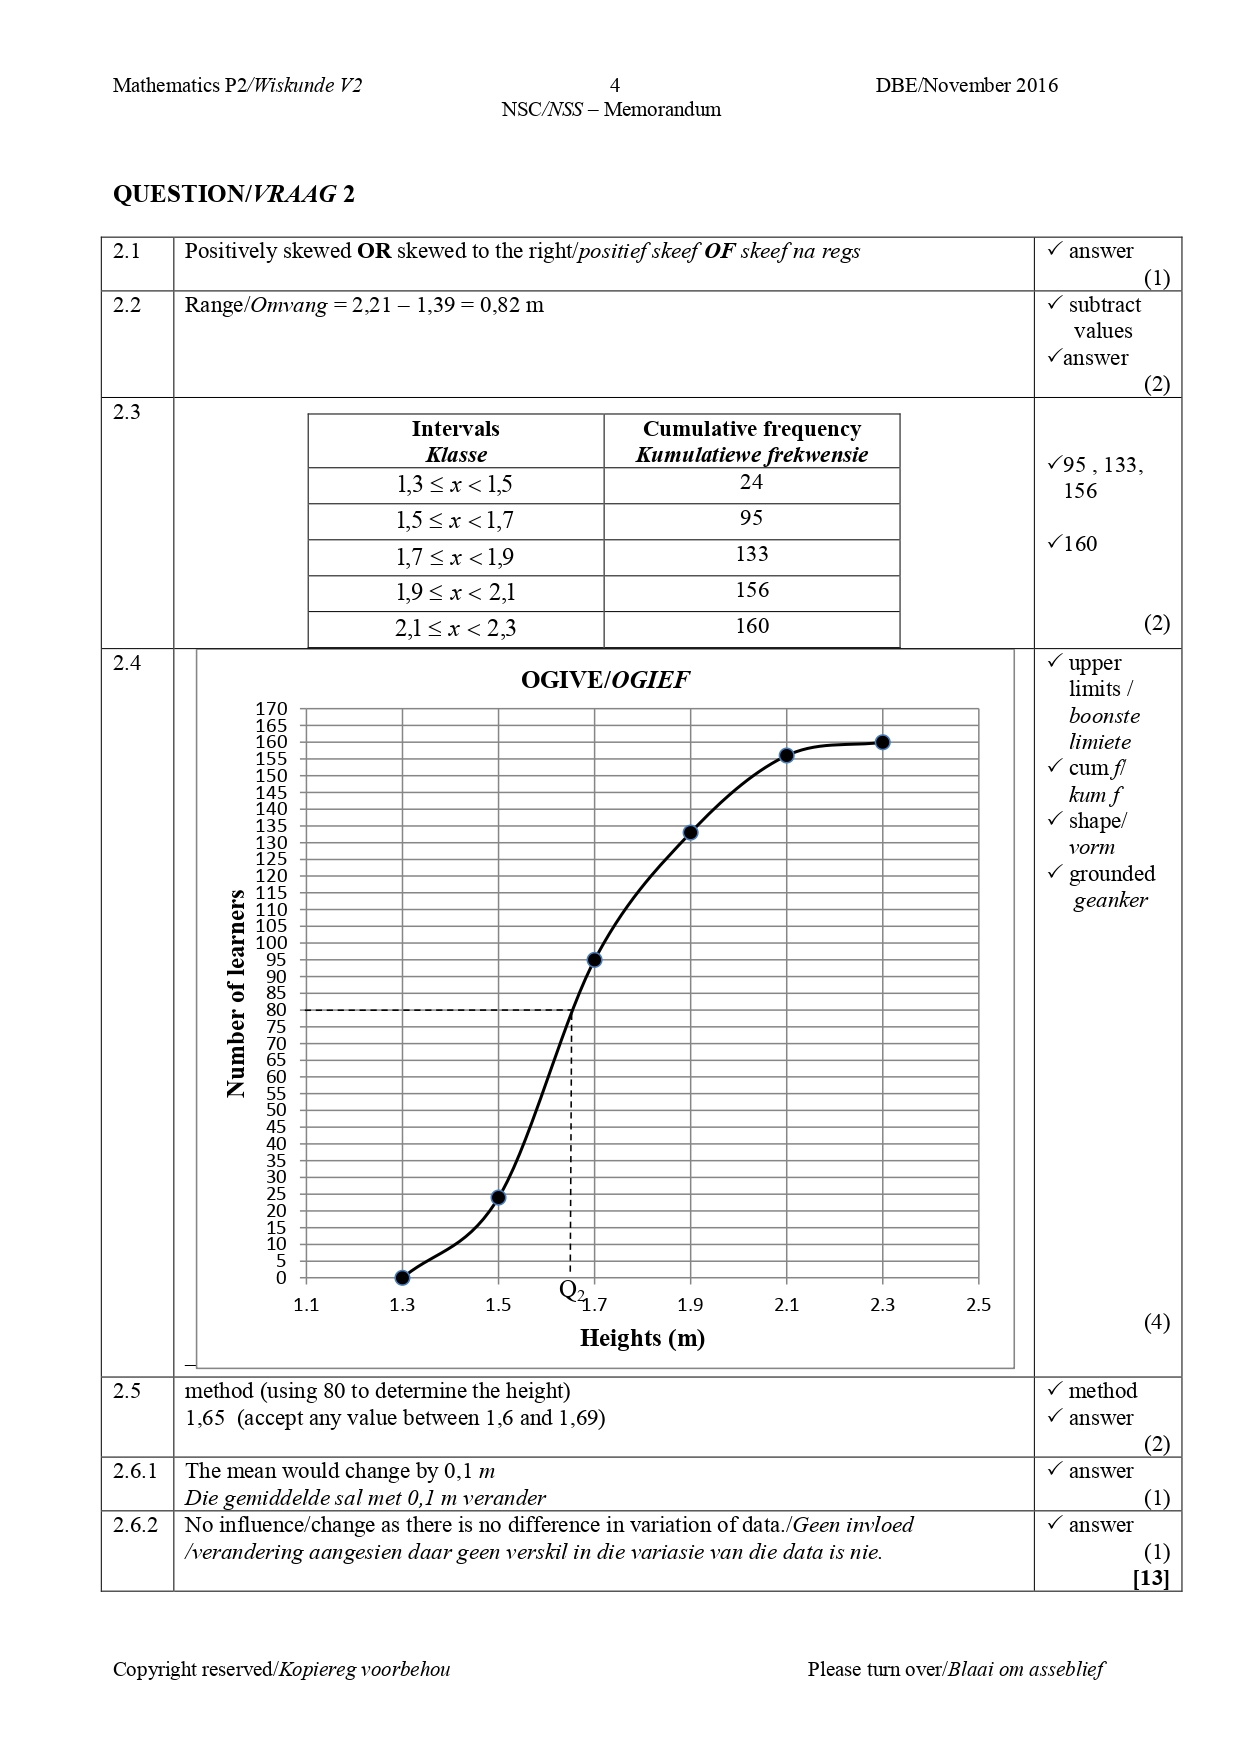 Mathematics P2/Wiskunde V2 4 DBE/November 2016
NSC/NSS – Memorandum
QUESTION/VRAAG 2
2.1 Positively skewed OR skewed to the right/positief skeef OF skeef na regs ✓ answer
(1)
2.2 Range/Omvang = 2,21 – 1,39 = 0,82 m ✓ subtract
values
✓answer
(2)
2.3
Intervals Cumulative frequency
Klasse Kumulatiewe frekwensie
1,3 ≤ x < 1,5 24
1,5 ≤ x < 1,7 95
1,7 ≤ x < 1,9 133
1,9 ≤ x < 2,1 156
2,1 ≤ x < 2,3 160
✓95 , 133,
156
✓160
(2)
2.4
OGIVE/OGIEF
170
165
160
155
150
145
140
135
130
125
120
115
110
105
100
95
90
85
80
75
70
65
60
55
50
45
40
35
30
25
20
15
10
5
0
Number of learners
Q2
1.1 1.3 1.5 1.7 1.9 2.1 2.3 2.5
Heights (m)
✓ upper
limits /
boonste
limiete
✓ cum f/
kum f
✓ shape/
vorm
✓ grounded
geanker
(4)
2.5 method (using 80 to determine the height) ✓ method
1,65 (accept any value between 1,6 and 1,69) ✓ answer
(2)
2.6.1 The mean would change by 0,1 m ✓ answer
Die gemiddelde sal met 0,1 m verander (1)
2.6.2 No influence/change as there is no difference in variation of data./Geen invloed ✓ answer
/verandering aangesien daar geen verskil in die variasie van die data is nie. (1)
[13]
Copyright reserved/Kopiereg voorbehou Please turn over/Blaai om asseblief